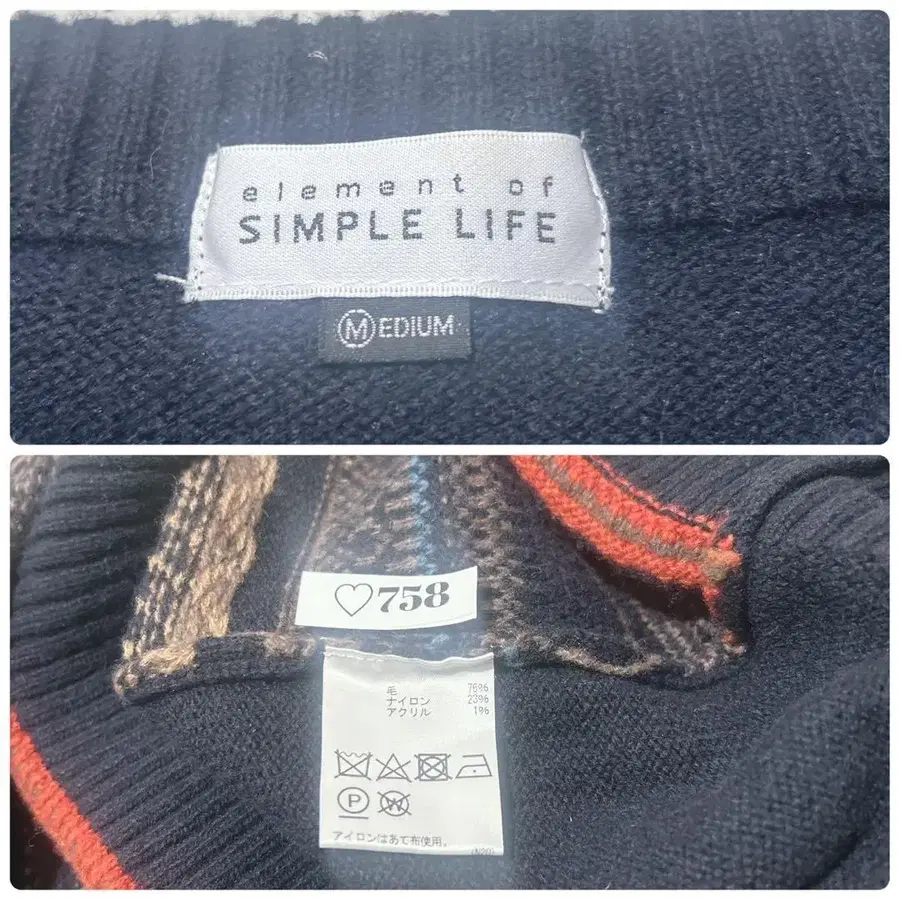 element of
SIMPLE LIFE
MEDIUM
♡758
毛 76%
ナイロン 23%
アクリル 1%
P W
アイロンはあて布使用。
(N20)